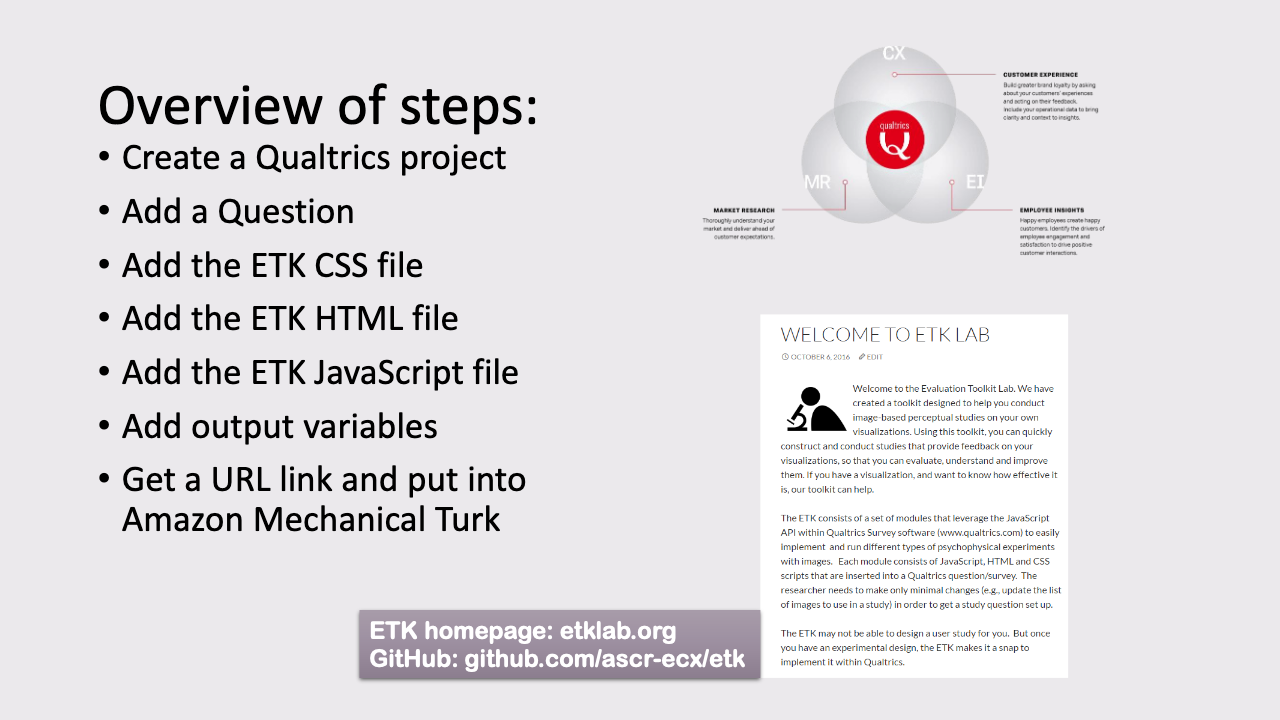 Overview of steps:
• Create a Qualtrics project
• Add a Question
• Add the ETK CSS file
• Add the ETK HTML file
• Add the ETK JavaScript file
• Add output variables
• Get a URL link and put into
Amazon Mechanical Turk
CX
CUSTOMER EXPERIENCE
Build greater brand loyalty by asking
about your customers' experiences
and acting on their feedback.
Include your operational data to bring
clarity and context to insights.
qualtrics
Q
MR
EI
MARKET RESEARCH
Thoroughly understand your
market and deliver ahead of
customer expectations.
EMPLOYEE INSIGHTS
Happy employees create happy
customers. Identify the drivers of
employee engagement and
satisfaction to drive positive
customer interactions.
WELCOME TO ETK LAB
OCTOBER 6, 2016 EDIT
Welcome to the Evaluation Toolkit Lab. We have
created a toolkit designed to help you conduct
image-based perceptual studies on your own
visualizations. Using this toolkit, you can quickly
construct and conduct studies that provide feedback on your
visualizations, so that you can evaluate, understand and improve
them. If you have a visualization, and want to know how effective it
is, our toolkit can help.
The ETK consists of a set of modules that leverage the JavaScript
API within Qualtrics Survey software (www.qualtrics.com) to easily
implement and run different types of psychophysical experiments
with images. Each module consists of JavaScript, HTML and CSS
scripts that are inserted into a Qualtrics question/survey. The
researcher needs to make only minimal changes (e.g., update the list
of images to use in a study) in order to get a study question set up.
The ETK may not be able to design a user study for you. But once
you have an experimental design, the ETK makes it a snap to
implement it within Qualtrics.
ETK homepage: etklab.org
GitHub: github.com/ascr-ecx/etk